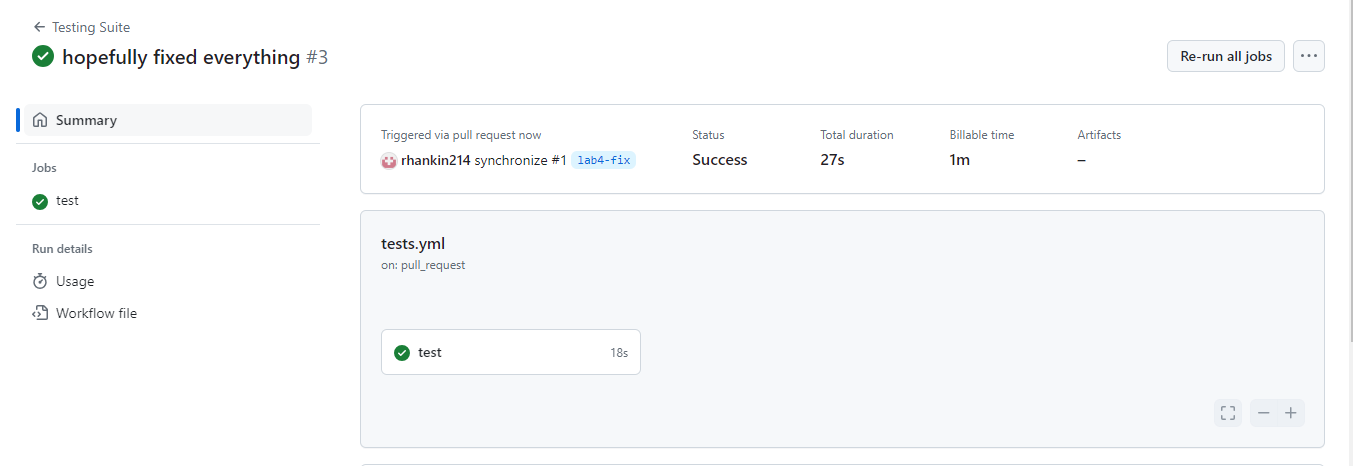 Testing Suite
hopefully fixed everything #3
Re-run all jobs
Summary
Jobs
test
Run details
Usage
Workflow file
Triggered via pull request now
rhankin214 synchronize #1 lab4-fix
Status
Success
Total duration
27s
Billable time
1m
Artifacts
–
tests.yml
on: pull_request
test 18s